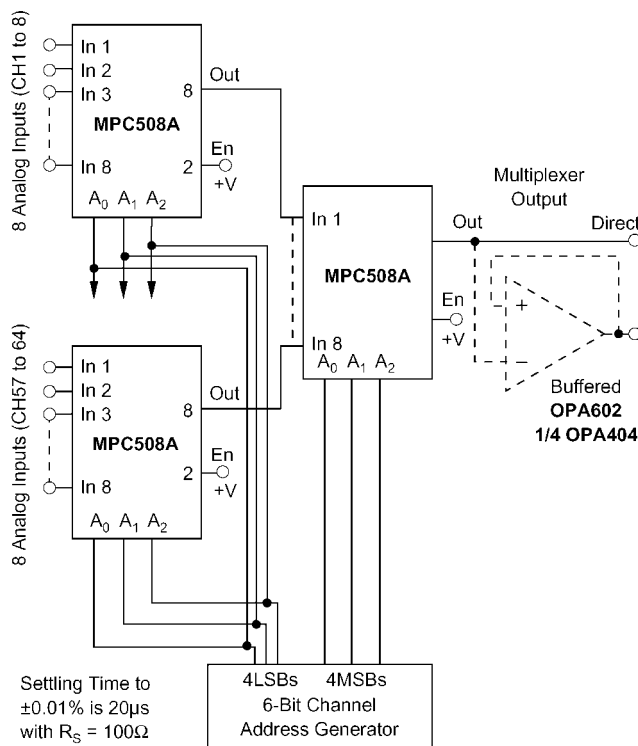 8 Analog Inputs (CH1 to 8)
In 1
In 2
In 3
In 8
MPC508A
8
Out
2
En
+V
A0 A1 A2
8 Analog Inputs (CH57 to 64)
In 1
In 2
In 3
In 8
MPC508A
8
Out
2
En
+V
A0 A1 A2
In 1
In 8
MPC508A
Out
En
+V
A0 A1 A2
Multiplexer
Output
Direct
+
–
Buffered
OPA602
1/4 OPA404
4LSBs 4MSBs
6-Bit Channel
Address Generator
Settling Time to
±0.01% is 20µs
with RS = 100Ω